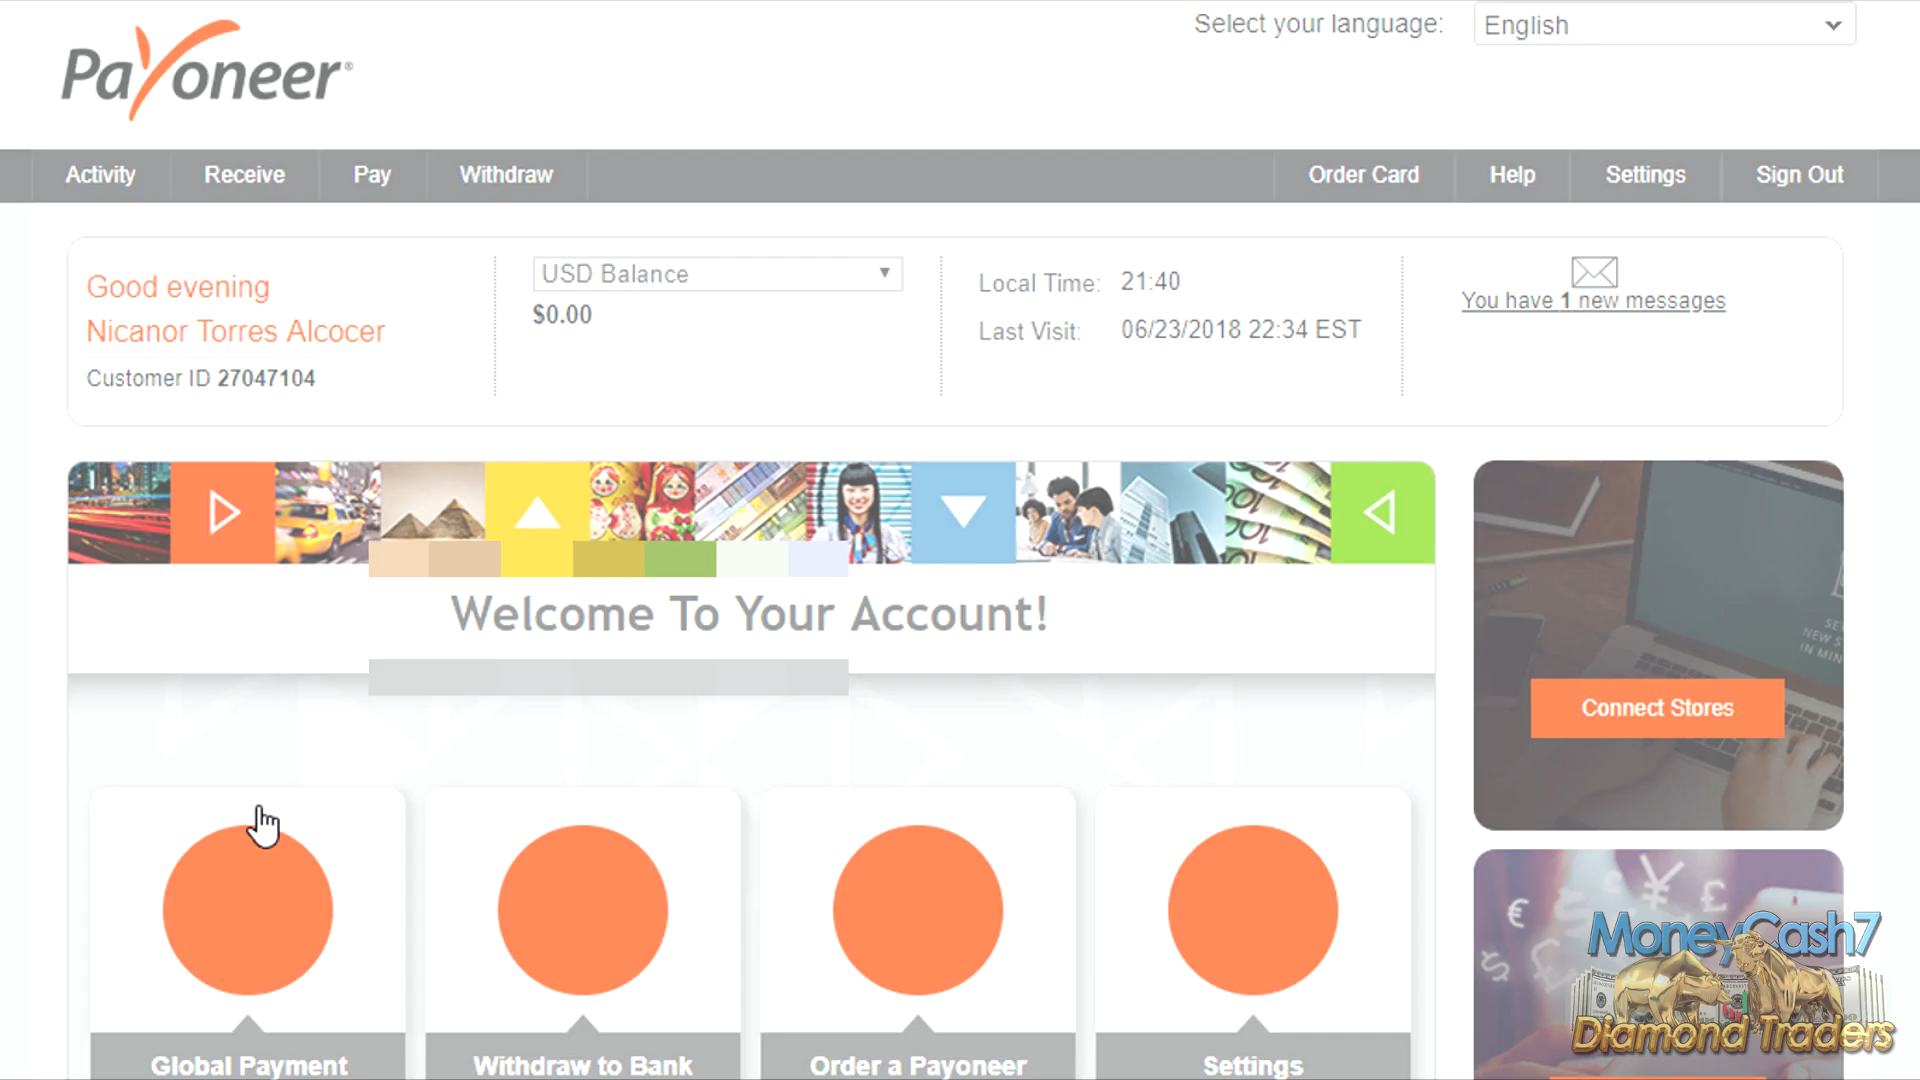 Payoneer®
Select your language:
English
Activity
Receive
Pay
Withdraw
Order Card
Help
Settings
Sign Out
Good evening
Nicanor Torres Alcocer
Customer ID 27047104
USD Balance
$0.00
Local Time: 21:40
Last Visit: 06/23/2018 22:34 EST
You have 1 new messages
Welcome To Your Account!
NEW S
IN MIN
Connect Stores
Global Payment
Withdraw to Bank
Order a Payoneer
Settings
MoneyCash7
Diamond Traders